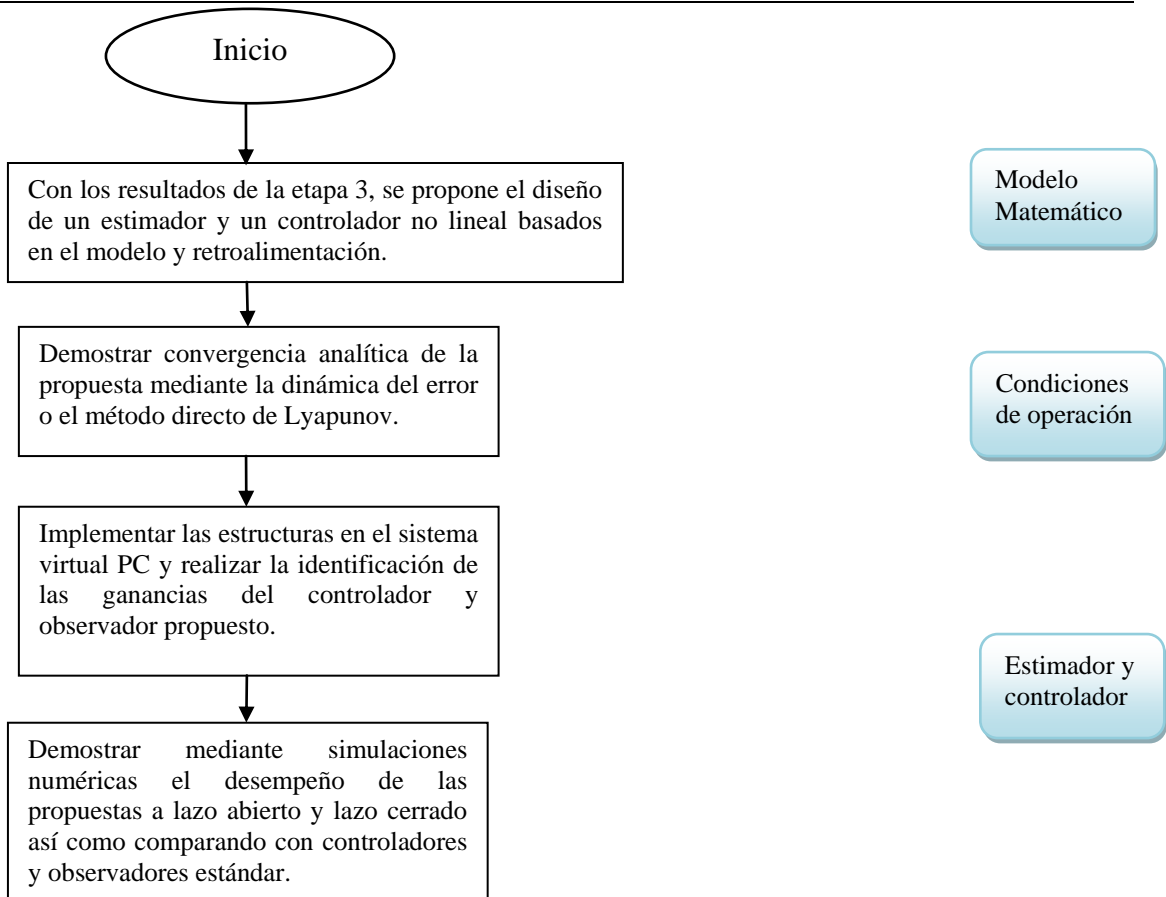 Inicio
Con los resultados de la etapa 3, se propone el diseño
de un estimador y un controlador no lineal basados
en el modelo y retroalimentación.
Modelo
Matemático
Demostrar convergencia analítica de la
propuesta mediante la dinámica del error
o el método directo de Lyapunov.
Condiciones
de operación
Implementar las estructuras en el sistema
virtual PC y realizar la identificación de
las ganancias del controlador y
observador propuesto.
Estimador y
controlador
Demostrar mediante simulaciones
numéricas el desempeño de las
propuestas a lazo abierto y lazo cerrado
así como comparando con controladores
y observadores estándar.